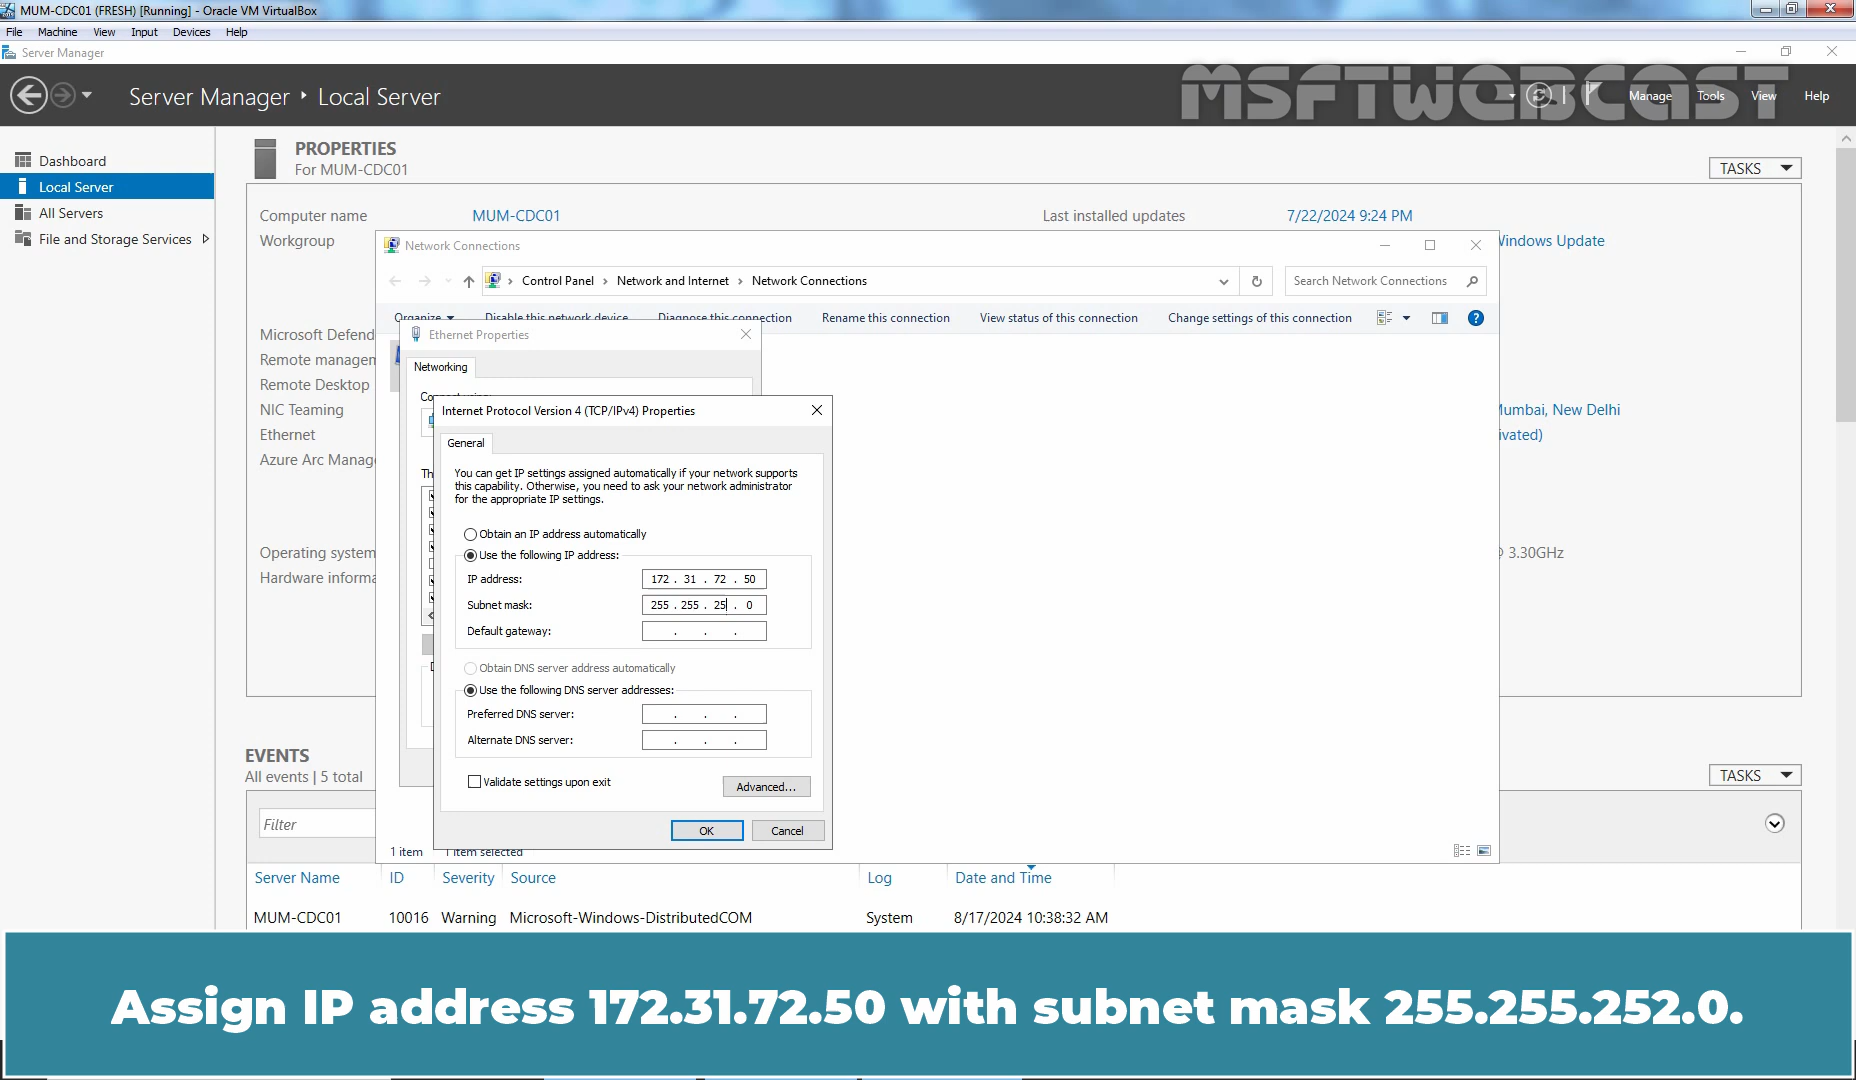 MUM-CDC01 (FRESH) [Running] - Oracle VM VirtualBox
File Machine View Input Devices Help
Server Manager
Server Manager ‣ Local Server
MSFTWEBCAST
Manage Tools View Help
Dashboard
Local Server
All Servers
File and Storage Services
PROPERTIES
For MUM-CDC01
TASKS
Computer name MUM-CDC01 Last installed updates 7/22/2024 9:24 PM
Workgroup Windows Update
Network Connections
Control Panel › Network and Internet › Network Connections
Search Network Connections
Organize Disable this network device Diagnose this connection Rename this connection View status of this connection Change settings of this connection
Microsoft Defend
Remote managem
Remote Desktop
NIC Teaming Mumbai, New Delhi
Ethernet ivated)
Azure Arc Manag
Operating system 3.30GHz
Hardware informa
Ethernet Properties
Networking
Internet Protocol Version 4 (TCP/IPv4) Properties
General
You can get IP settings assigned automatically if your network supports
this capability. Otherwise, you need to ask your network administrator
for the appropriate IP settings.
Obtain an IP address automatically
Use the following IP address:
IP address: 172 . 31 . 72 . 50
Subnet mask: 255 . 255 . 25 . 0
Default gateway: . . .
Obtain DNS server address automatically
Use the following DNS server addresses:
Preferred DNS server: . . .
Alternate DNS server: . . .
Validate settings upon exit
Advanced...
OK Cancel
1 item 1 item selected
EVENTS
All events | 5 total
TASKS
Filter
Server Name ID Severity Source Log Date and Time
MUM-CDC01 10016 Warning Microsoft-Windows-DistributedCOM System 8/17/2024 10:38:32 AM
Assign IP address 172.31.72.50 with subnet mask 255.255.252.0.